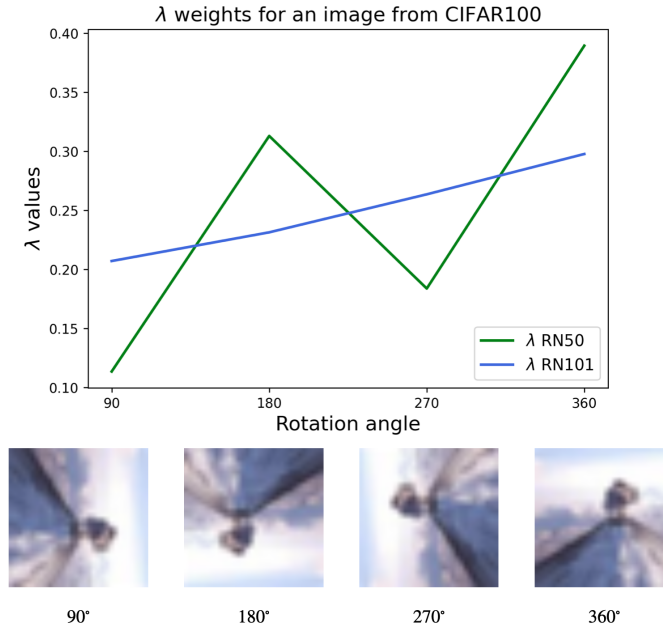 λ weights for an image from CIFAR100
0.40
0.35
0.30
0.25
0.20
0.15
0.10
λ values
90 180 270 360
Rotation angle
λ RN50
λ RN101
90° 180° 270° 360°